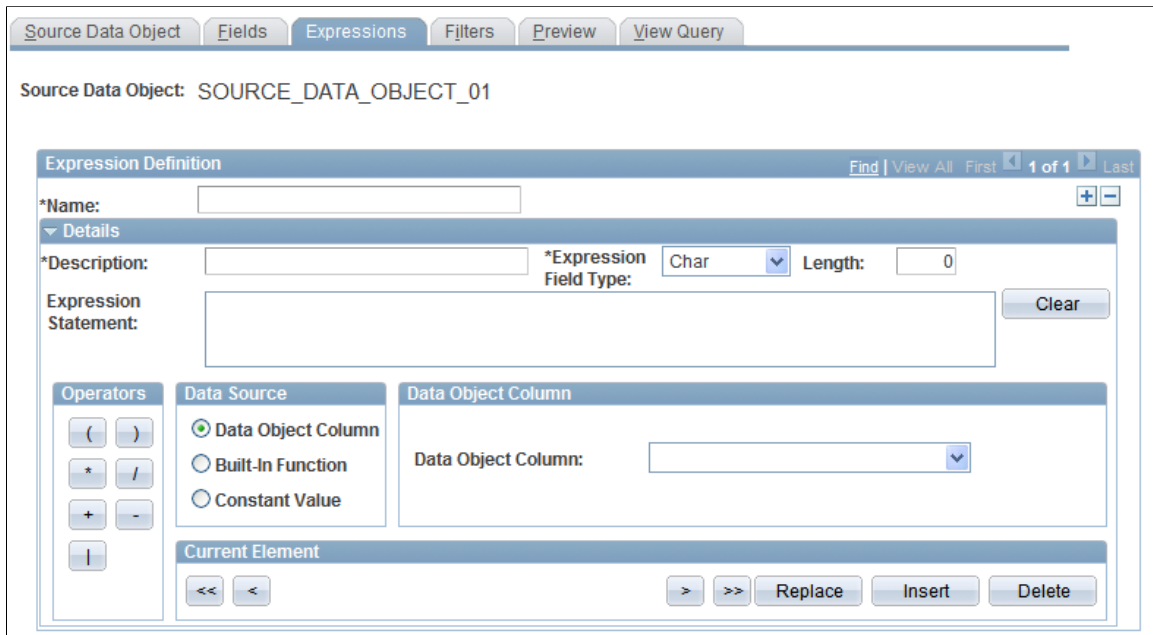 Source Data Object Fields Expressions Filters Preview View Query
Source Data Object: SOURCE_DATA_OBJECT_01
Expression Definition Find | View All First 1 of 1 Last
*Name: + -
Details
*Description: *Expression Field Type: Char Length: 0
Expression Statement: Clear
Operators Data Source Data Object Column
( ) Data Object Column
* / Built-In Function Data Object Column:
+ - Constant Value
|
Current Element
<< < > >> Replace Insert Delete